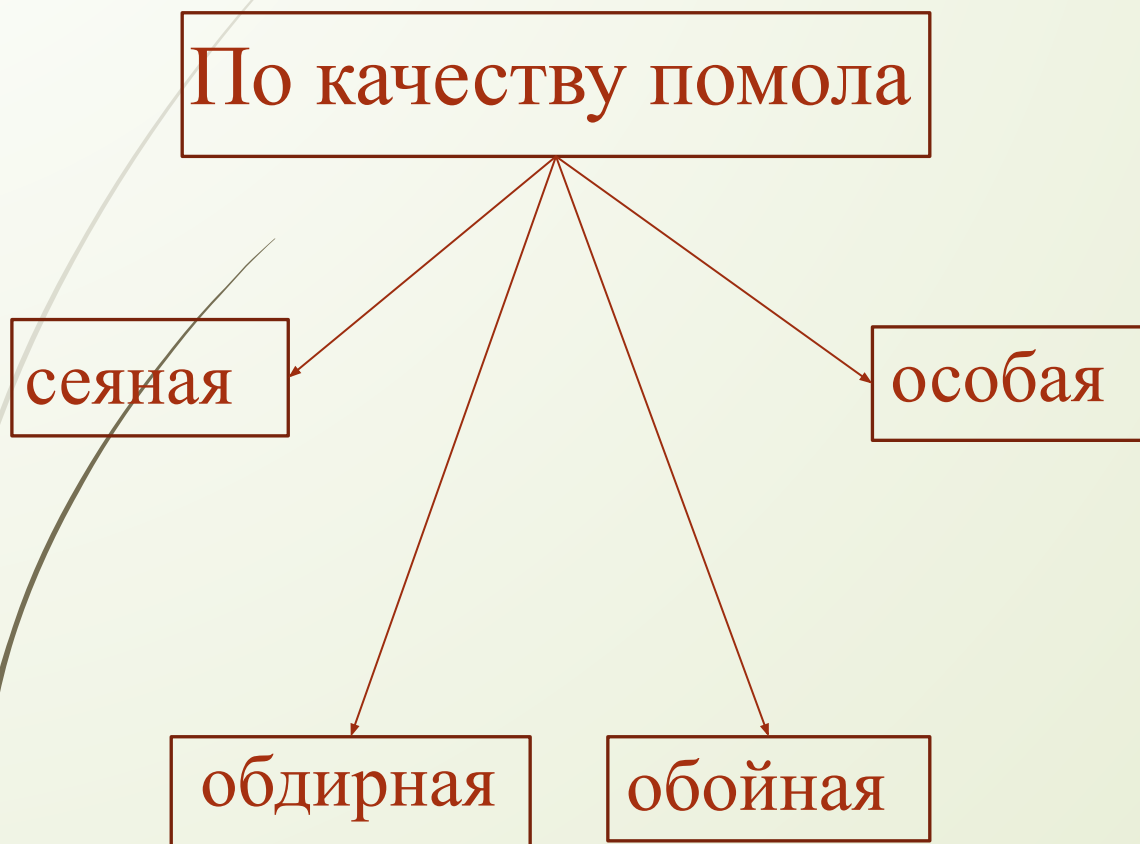 По качеству помола
сеяная
особая
обдирная
обойная